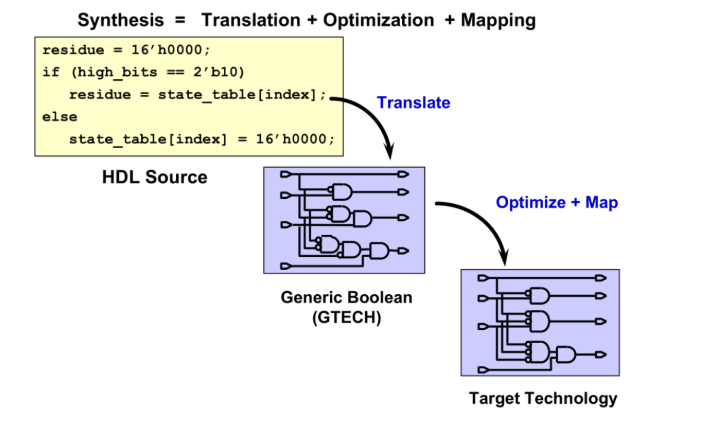 Synthesis = Translation + Optimization + Mapping
residue = 16’h0000;
if (high_bits == 2’b10)
residue = state_table[index];
else
state_table[index] = 16’h0000;
Translate
HDL Source
Optimize + Map
Generic Boolean
(GTECH)
Target Technology